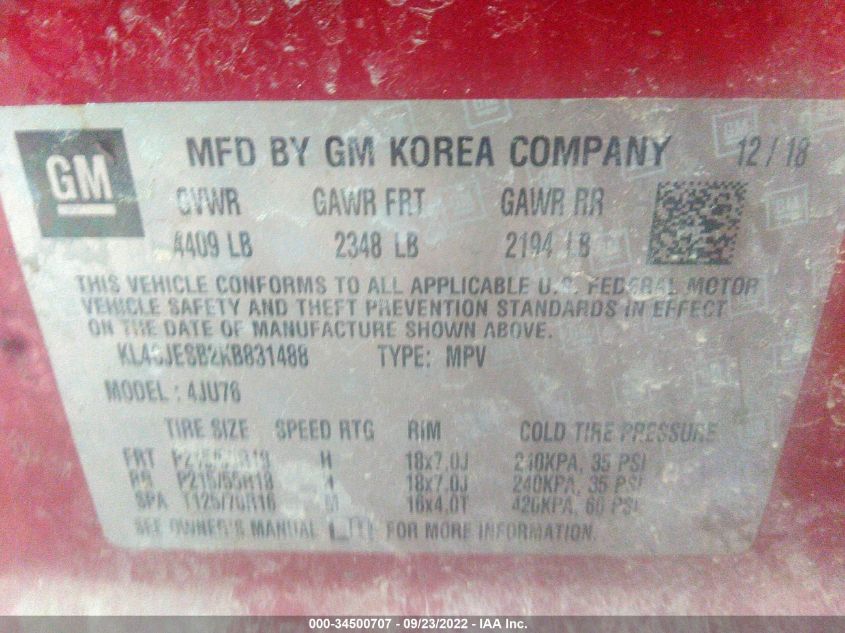 GM
MFD BY GM KOREA COMPANY 12/18
GVWR GAWR FRT GAWR RR
4409 LB 2348 LB 2194 LB
THIS VEHICLE CONFORMS TO ALL APPLICABLE U.S. FEDERAL MOTOR
VEHICLE SAFETY AND THEFT PREVENTION STANDARDS IN EFFECT
ON THE DATE OF MANUFACTURE SHOWN ABOVE.
KL4CJESB2KB831488 TYPE: MPV
MODEL : 4JU76
TIRE SIZE SPEED RTG RIM COLD TIRE PRESSURE
FRT P215/55R18 H 18x7.0J 240KPA, 35 PSI
RR P215/55R18 H 18x7.0J 240KPA, 35 PSI
SPA T125/70R16 M 16x4.0T 420KPA, 60 PSI
SEE OWNER'S MANUAL FOR MORE INFORMATION
000-34500707 - 09/23/2022 - IAA Inc.